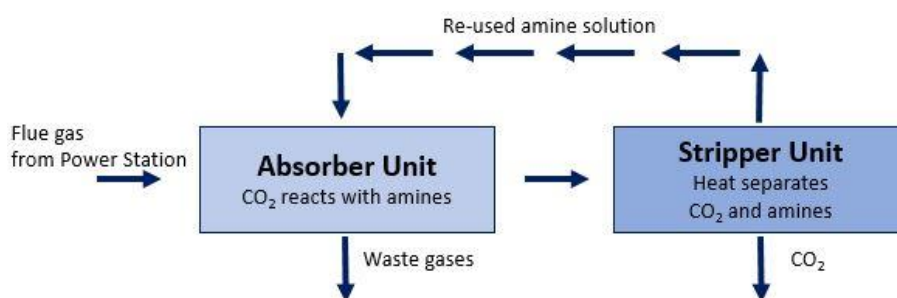 Re-used amine solution
Flue gas
from Power Station
Absorber Unit
CO₂ reacts with amines
Stripper Unit
Heat separates
CO₂ and amines
Waste gases
CO₂